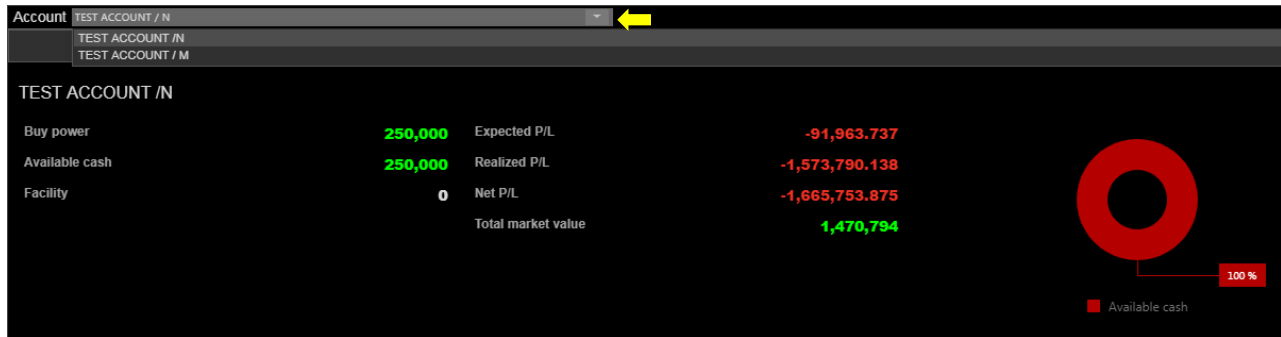 Account TEST ACCOUNT / N
TEST ACCOUNT /N
TEST ACCOUNT / M
TEST ACCOUNT /N
Buy power 250,000 Expected P/L -91,963.737
Available cash 250,000 Realized P/L -1,573,790.138
Facility 0 Net P/L -1,665,753.875
Total market value 1,470,794
100 %
Available cash